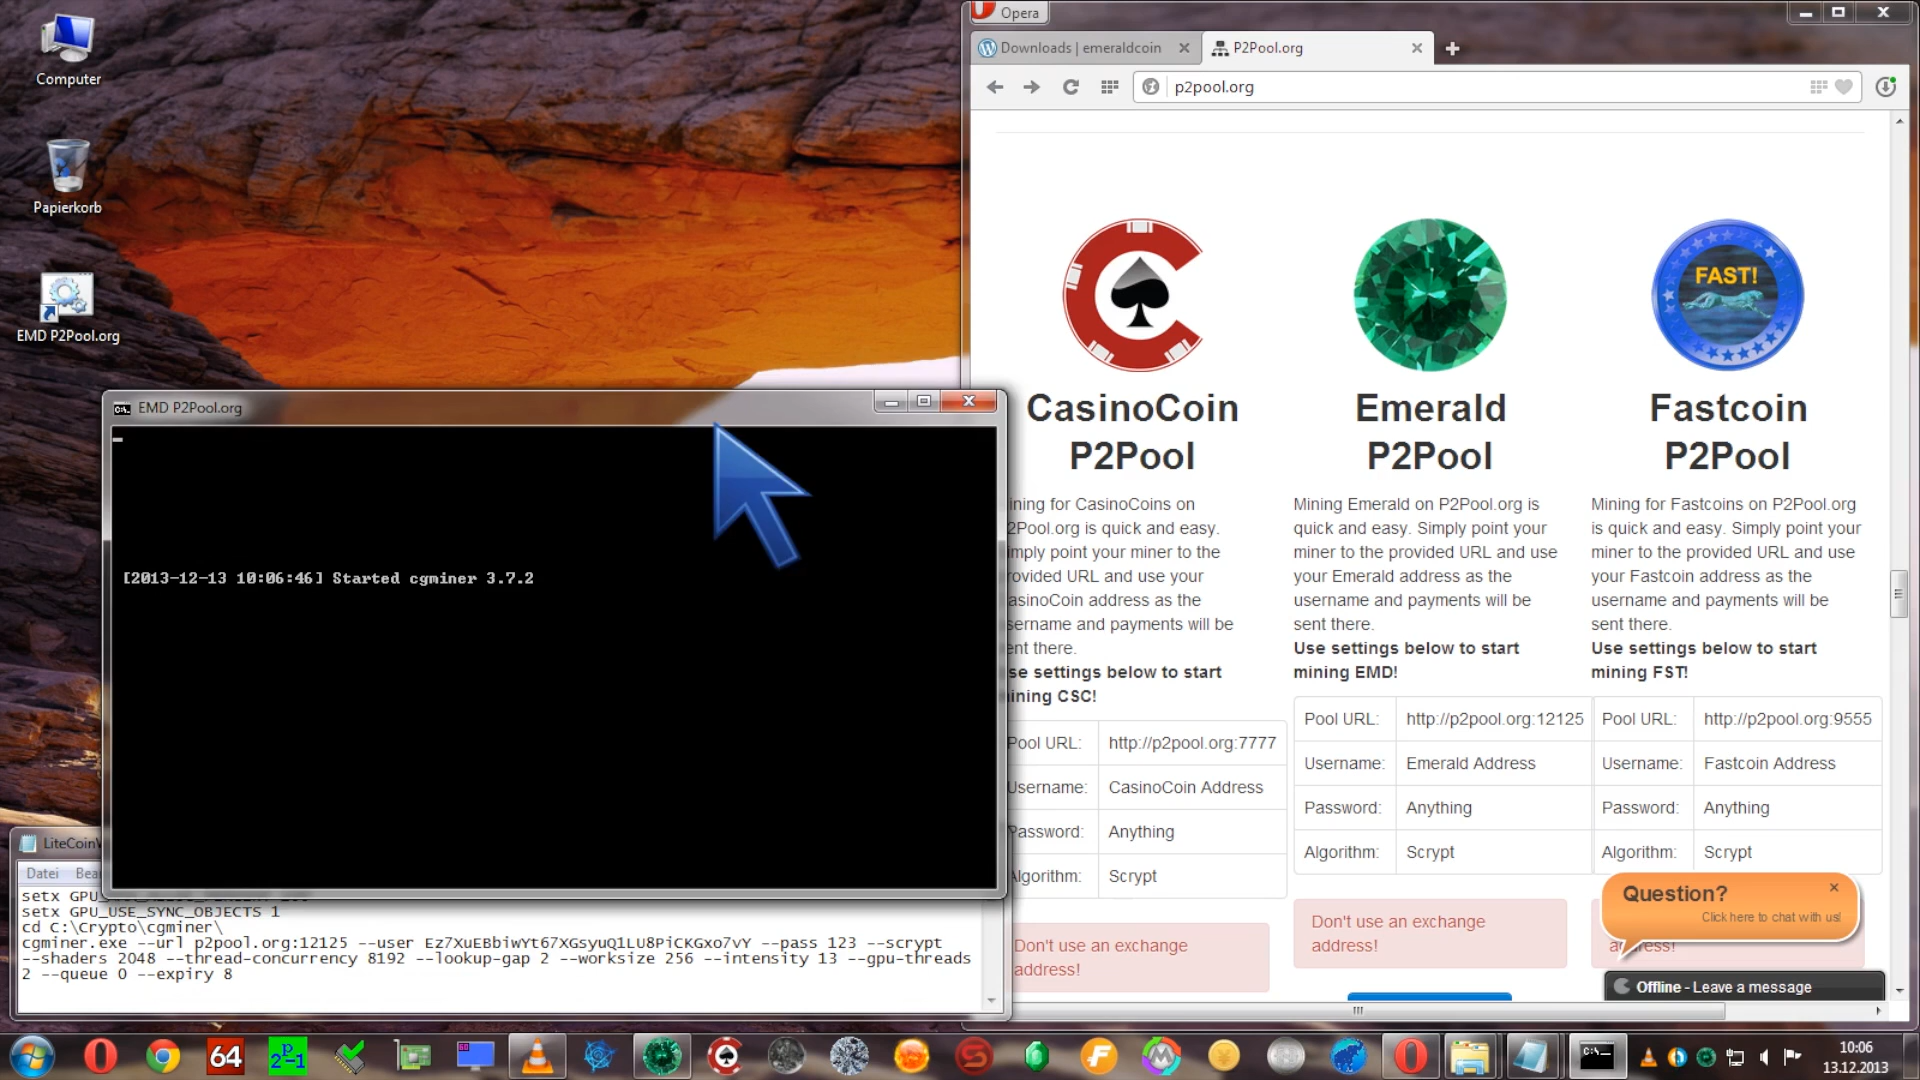 Computer
Papierkorb
EMD P2Pool.org
Opera
Downloads | emeraldcoin
P2Pool.org
p2pool.org
FAST!
CasinoCoin
P2Pool
ining for CasinoCoins on
2Pool.org is quick and easy.
imply point your miner to the
rovided URL and use your
asinoCoin address as the
sername and payments will be
ent there.
se settings below to start
ining CSC!
Pool URL: http://p2pool.org:7777
Username: CasinoCoin Address
Password: Anything
Algorithm: Scrypt
Don't use an exchange
address!
Emerald
P2Pool
Mining Emerald on P2Pool.org is
quick and easy. Simply point your
miner to the provided URL and use
your Emerald address as the
username and payments will be
sent there.
Use settings below to start
mining EMD!
Pool URL: http://p2pool.org:12125
Username: Emerald Address
Password: Anything
Algorithm: Scrypt
Don't use an exchange
address!
Fastcoin
P2Pool
Mining for Fastcoins on P2Pool.org
is quick and easy. Simply point your
miner to the provided URL and use
your Fastcoin address as the
username and payments will be
sent there.
Use settings below to start
mining FST!
Pool URL: http://p2pool.org:9555
Username: Fastcoin Address
Password: Anything
Algorithm: Scrypt
address!
Question?
Click here to chat with us!
Offline - Leave a message
EMD P2Pool.org
[2013-12-13 10:06:46] Started cgminer 3.7.2
LiteCoin
Datei Bea
setx
setx GPU_USE_SYNC_OBJECTS 1
cd C:\Crypto\cgminer\
cgminer.exe --url p2pool.org:12125 --user Ez7XuEBbiwYt67XGsyuQ1LU8PiCKGxo7vY --pass 123 --scrypt
--shaders 2048 --thread-concurrency 8192 --lookup-gap 2 --worksize 256 --intensity 13 --gpu-threads
2 --queue 0 --expiry 8
64
10:06
13.12.2013